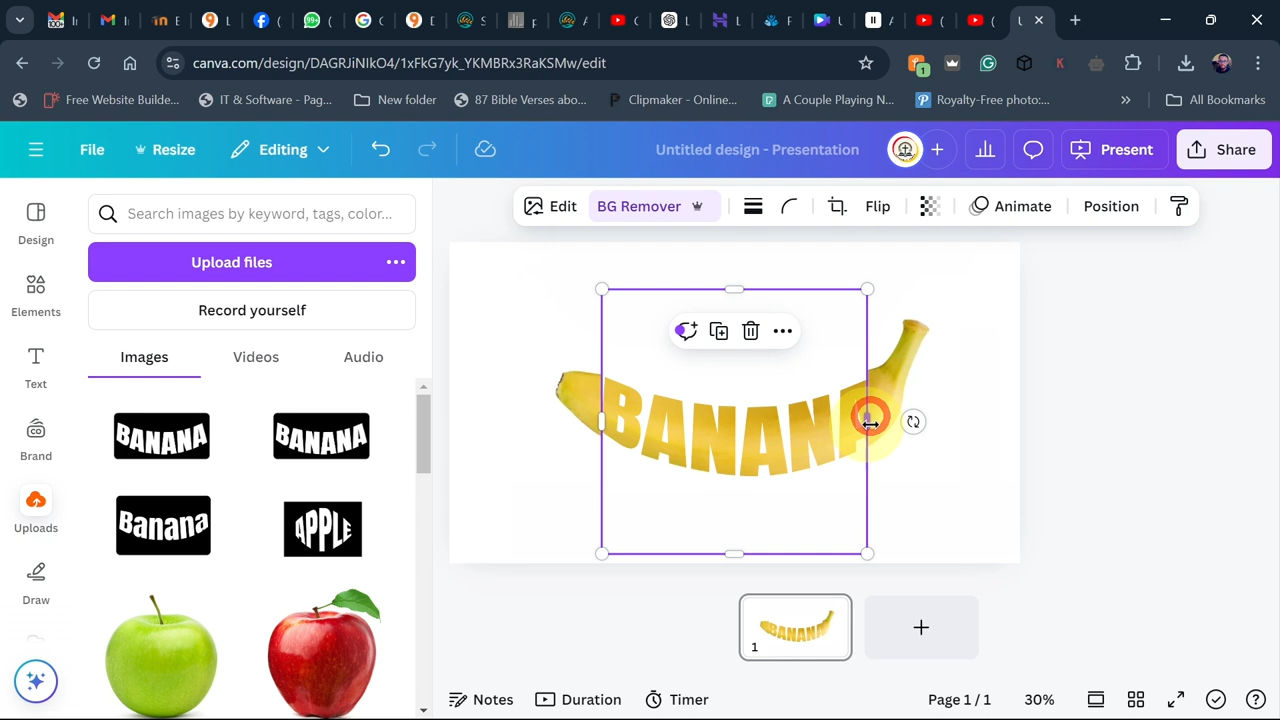 canva.com/design/DAGRJiNIkO4/1xFkG7yk_YKMBRx3RaKSMw/edit
1
Free Website Builde...
IT & Software - Pag...
New folder
87 Bible Verses abo...
Clipmaker - Online...
A Couple Playing N...
Royalty-Free photo:...
All Bookmarks
File
Resize
Editing
Untitled design - Presentation
Present
Share
Design
Elements
Text
Brand
Uploads
Draw
Search images by keyword, tags, color...
Upload files
Record yourself
Images
Videos
Audio
BANANA
BANANA
Banana
APPLE
Edit
BG Remover
Flip
Animate
Position
BANANA
BANANA
1
Notes
Duration
Timer
Page 1 / 1
30%